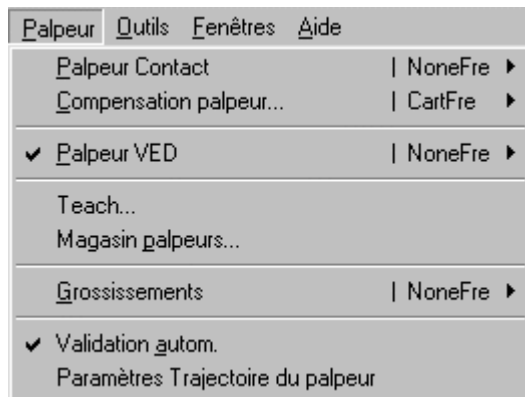 Palpeur Outils Fenêtres Aide
Palpeur Contact | NoneFre
Compensation palpeur... | CartFre
Palpeur VED | NoneFre
Teach...
Magasin palpeurs...
Grossissements | NoneFre
Validation autom.
Paramètres Trajectoire du palpeur